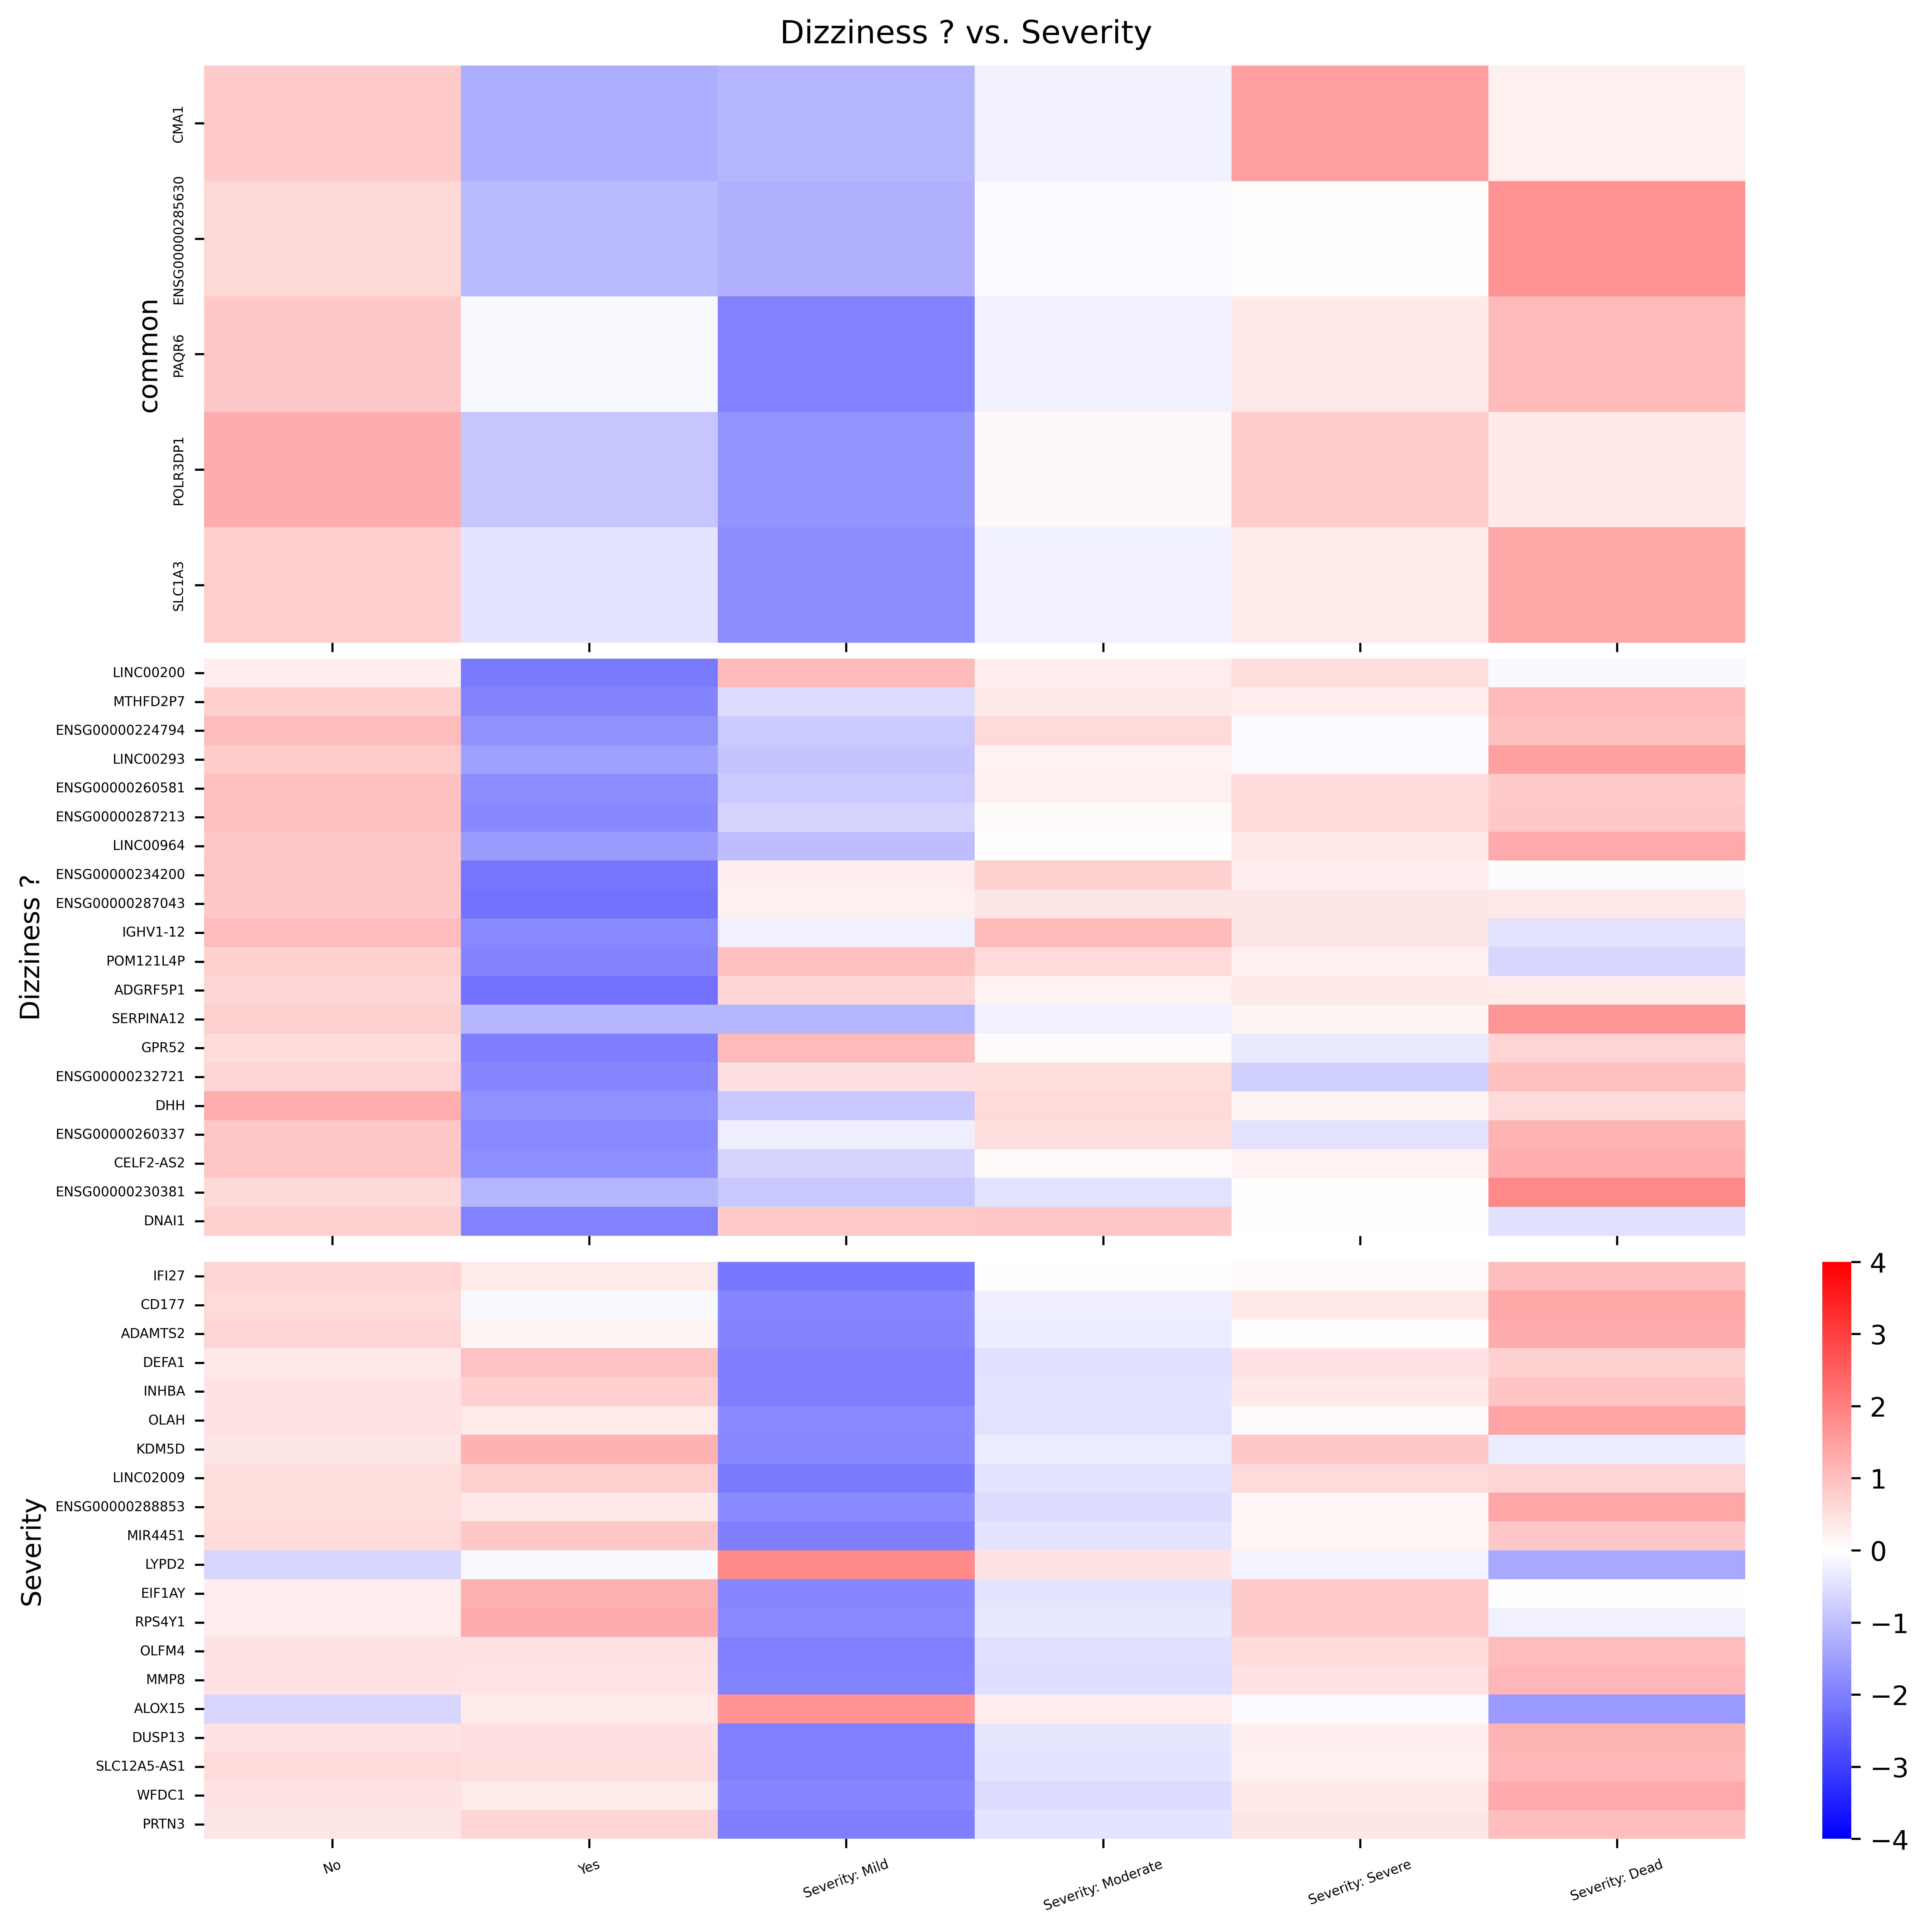 Dizziness ? vs. Severity
common
CMA1
ENSG00000285630
PAQR6
POLR3DP1
SLC1A3
Dizziness ?
LINC00200
MTHFD2P7
ENSG00000224794
LINC00293
ENSG00000260581
ENSG00000287213
LINC00964
ENSG00000234200
ENSG00000287043
IGHV1-12
POM121L4P
ADGRF5P1
SERPINA12
GPR52
ENSG00000232721
DHH
ENSG00000260337
CELF2-AS2
ENSG00000230381
DNAI1
Severity
IFI27
CD177
ADAMTS2
DEFA1
INHBA
OLAH
KDM5D
LINC02009
ENSG00000288853
MIR4451
LYPD2
EIF1AY
RPS4Y1
OLFM4
MMP8
ALOX15
DUSP13
SLC12A5-AS1
WFDC1
PRTN3
No
Yes
Severity: Mild
Severity: Moderate
Severity: Severe
Severity: Dead
4
3
2
1
0
−1
−2
−3
−4